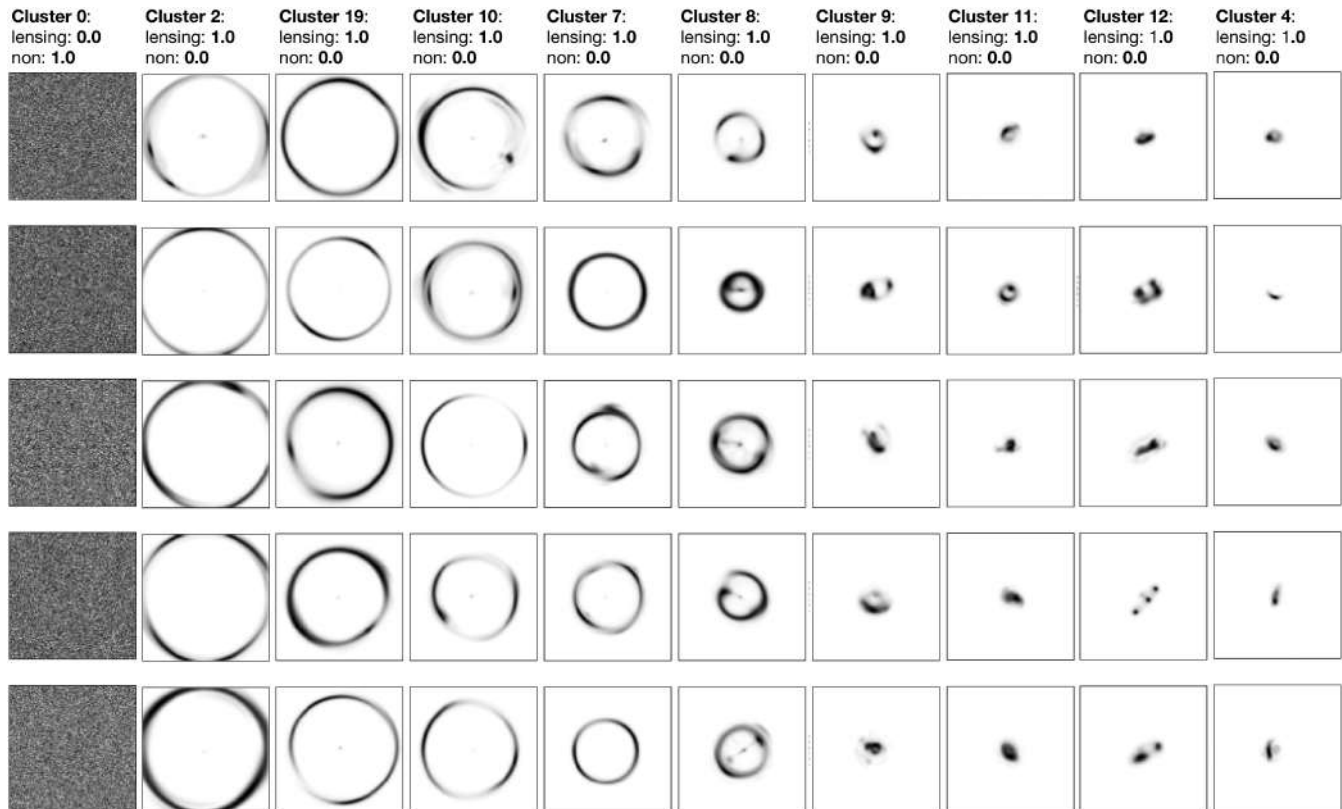 Cluster 0:
lensing: 0.0
non: 1.0
Cluster 2:
lensing: 1.0
non: 0.0
Cluster 19:
lensing: 1.0
non: 0.0
Cluster 10:
lensing: 1.0
non: 0.0
Cluster 7:
lensing: 1.0
non: 0.0
Cluster 8:
lensing: 1.0
non: 0.0
Cluster 9:
lensing: 1.0
non: 0.0
Cluster 11:
lensing: 1.0
non: 0.0
Cluster 12:
lensing: 1.0
non: 0.0
Cluster 4:
lensing: 1.0
non: 0.0